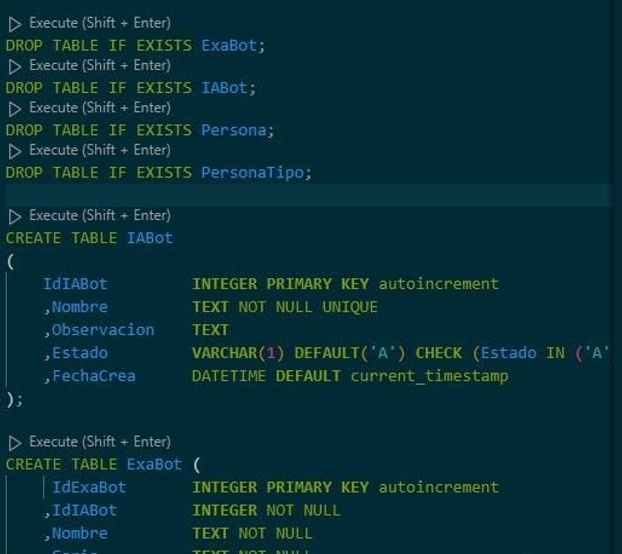 Execute (Shift + Enter)
DROP TABLE IF EXISTS ExaBot;
Execute (Shift + Enter)
DROP TABLE IF EXISTS IABot;
Execute (Shift + Enter)
DROP TABLE IF EXISTS Persona;
Execute (Shift + Enter)
DROP TABLE IF EXISTS PersonaTipo;
Execute (Shift + Enter)
CREATE TABLE IABot
(
IdIABot INTEGER PRIMARY KEY autoincrement
,Nombre TEXT NOT NULL UNIQUE
,Observacion TEXT
,Estado VARCHAR(1) DEFAULT('A') CHECK (Estado IN ('A'
,FechaCrea DATETIME DEFAULT current_timestamp
);
Execute (Shift + Enter)
CREATE TABLE ExaBot (
IdExaBot INTEGER PRIMARY KEY autoincrement
,IdIABot INTEGER NOT NULL
,Nombre TEXT NOT NULL
TEXT NOT NULL